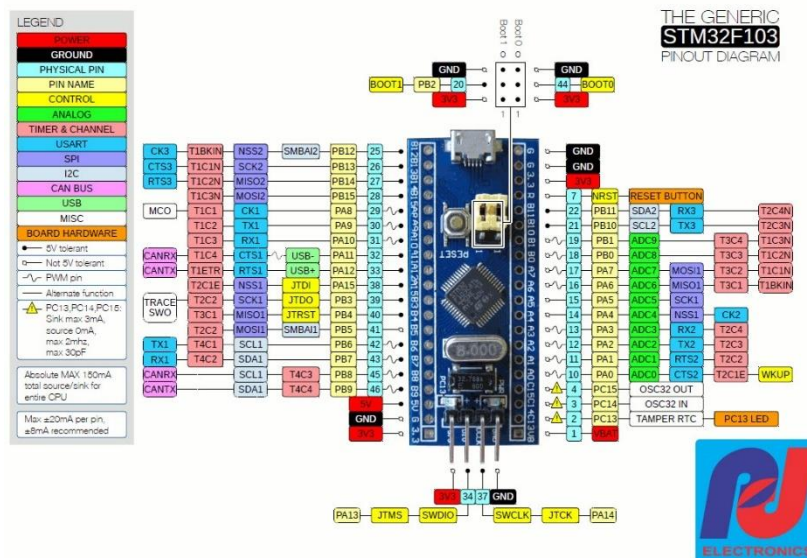 LEGEND
POWER
GROUND
PHYSICAL PIN
PIN NAME
CONTROL
ANALOG
TIMER & CHANNEL
USART
SPI
I2C
CAN BUS
USB
MISC
BOARD HARDWARE
5V tolerant
Not 5V tolerant
PWM pin
Alternate function
PC13,PC14,PC15:
Sink max 3mA,
source 0mA,
max 2mhz,
max 30pF
Absolute MAX 150mA
total source/sink for
entire CPU
Max ±20mA per pin,
±8mA recommended
THE GENERIC
STM32F103
PINOUT DIAGRAM
Boot 1 Boot 0
GND GND
BOOT1 PB2 20 44 BOOT0
3V3 3V3
1 1
CK3 T1BKIN NSS2 SMBAI2 PB12 25
CTS3 T1C1N SCK2 PB13 26
RTS3 T1C2N MISO2 PB14 27
T1C3N MOSI2 PB15 28
MCO T1C1 CK1 PA8 29
T1C2 TX1 PA9 30
T1C3 RX1 PA10 31
CANRX T1C4 CTS1 USB- PA11 32
CANTX T1ETR RTS1 USB+ PA12 33
T2C1E NSS1 JTDI PA15 38
TRACE SWO T2C2 SCK1 JTDO PB3 39
T3C1 MISO1 JTRST PB4 40
T2C2 MOSI1 SMBAI1 PB5 41
TX1 T4C1 SCL1 PB6 42
RX1 T4C2 SDA1 PB7 43
CANRX SCL1 T4C3 PB8 45
CANTX SDA1 T4C4 PB9 46
5V
GND
3V3
GND
GND
3V3
7 NRST RESET BUTTON
22 PB11 SDA2 RX3 T2C4N
21 PB10 SCL2 TX3 T2C3N
19 PB1 ADC9 T3C4 T1C3N
18 PB0 ADC8 T3C3 T1C2N
17 PA7 ADC7 MOSI1 T3C2 T1C1N
16 PA6 ADC6 MISO1 T3C1 T1BKIN
15 PA5 ADC5 SCK1
14 PA4 ADC4 NSS1 CK2
13 PA3 ADC3 RX2 T2C4
12 PA2 ADC2 TX2 T2C3
11 PA1 ADC1 RTS2 T2C2
10 PA0 ADC0 CTS2 T2C1E WKUP
4 PC15 OSC32 OUT
3 PC14 OSC32 IN
2 PC13 TAMPER RTC PC13 LED
1 VBAT
RESET
8.000
PC13
3V3 34 37 GND
PA13 JTMS SWDIO SWCLK JTCK PA14
ELECTRONICS